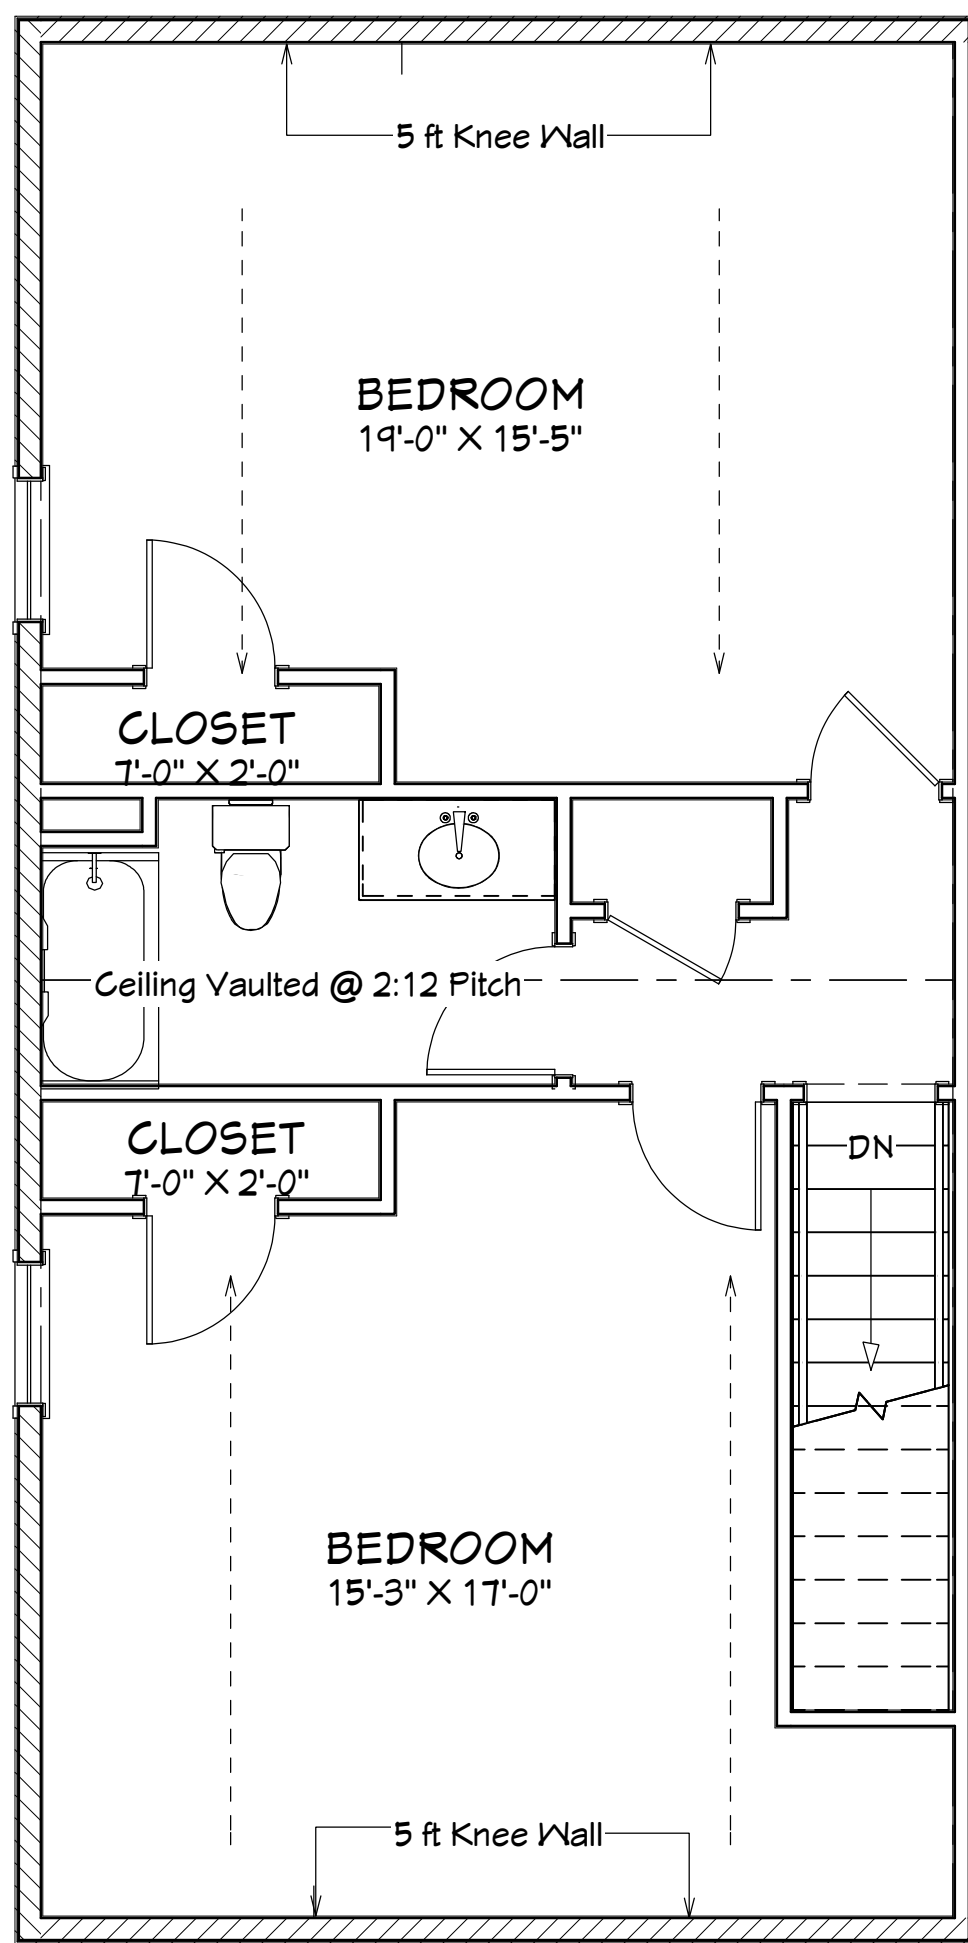 5 ft Knee Wall
BEDROOM
19'-0" X 15'-5"
CLOSET
7'-0" X 2'-0"
Ceiling Vaulted @ 2:12 Pitch
CLOSET
7'-0" X 2'-0"
DN
BEDROOM
15'-3" X 17'-0"
5 ft Knee Wall